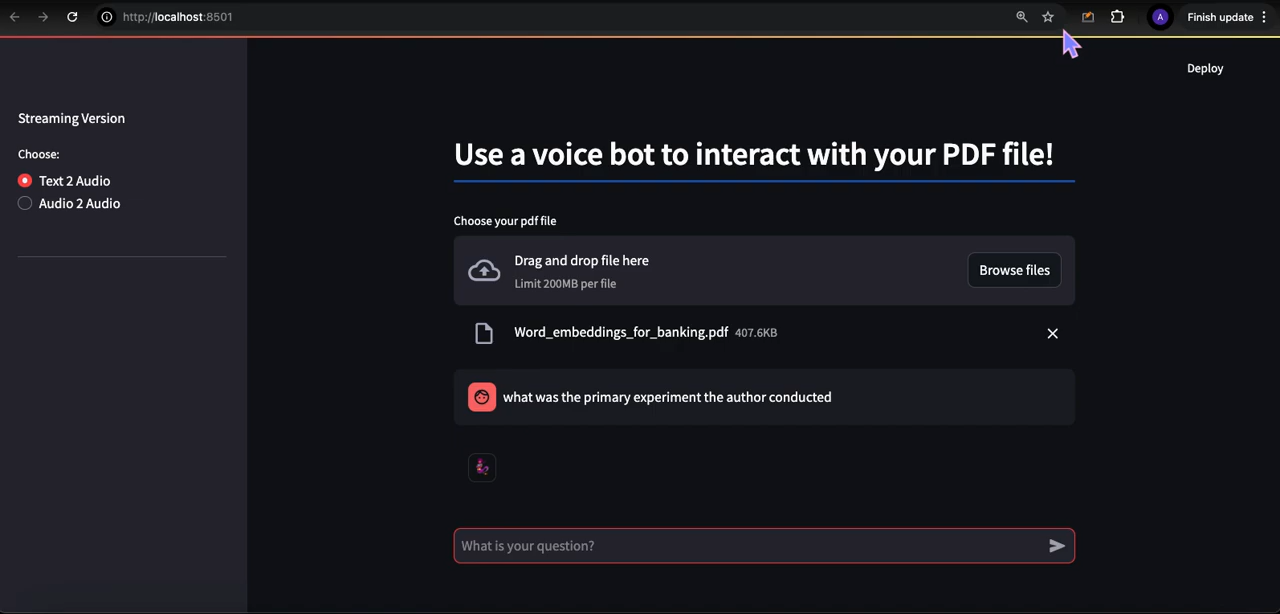 http://localhost:8501
A
Finish update
Deploy
Streaming Version
Choose:
Text 2 Audio
Audio 2 Audio
Use a voice bot to interact with your PDF file!
Choose your pdf file
Drag and drop file here
Limit 200MB per file
Browse files
Word_embeddings_for_banking.pdf 407.6KB
what was the primary experiment the author conducted
What is your question?